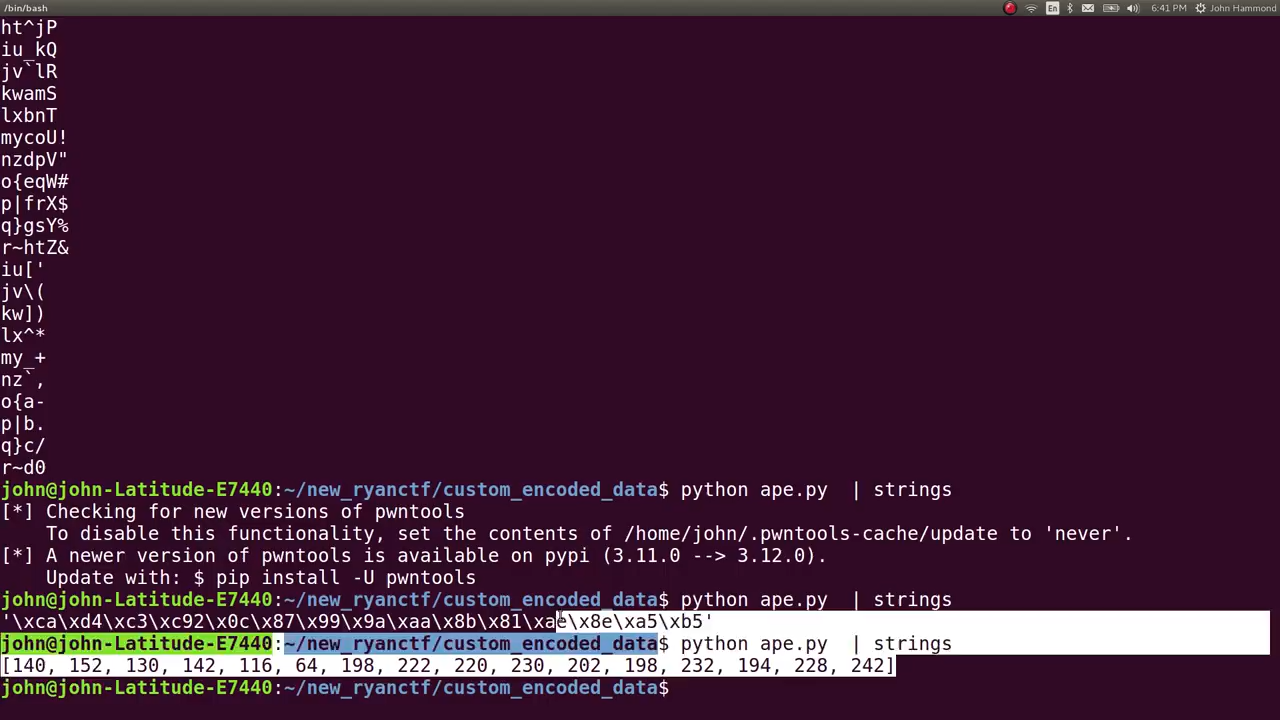 /bin/bash
En
6:41 PM
John Hammond
ht^jP
iu_kQ
jv`lR
kwamS
lxbnT
mycoU!
nzdpV"
o{eqW#
p|frX$
q}gsY%
r~htZ&
iu['
jv\(
kw])
lx^*
my_+
nz`,
o{a-
p|b.
q}c/
r~d0
john@john-Latitude-E7440:~/new_ryanctf/custom_encoded_data$ python ape.py  | strings
[*] Checking for new versions of pwntools
    To disable this functionality, set the contents of /home/john/.pwntools-cache/update to 'never'.
[*] A newer version of pwntools is available on pypi (3.11.0 --> 3.12.0).
    Update with: $ pip install -U pwntools
john@john-Latitude-E7440:~/new_ryanctf/custom_encoded_data$ python ape.py  | strings
'\xca\xd4\xc3\xc92\x0c\x87\x99\x9a\xaa\x8b\x81\xae\x8e\xa5\xb5'
john@john-Latitude-E7440:~/new_ryanctf/custom_encoded_data$ python ape.py  | strings
[140, 152, 130, 142, 116, 64, 198, 222, 220, 230, 202, 198, 232, 194, 228, 242]
john@john-Latitude-E7440:~/new_ryanctf/custom_encoded_data$